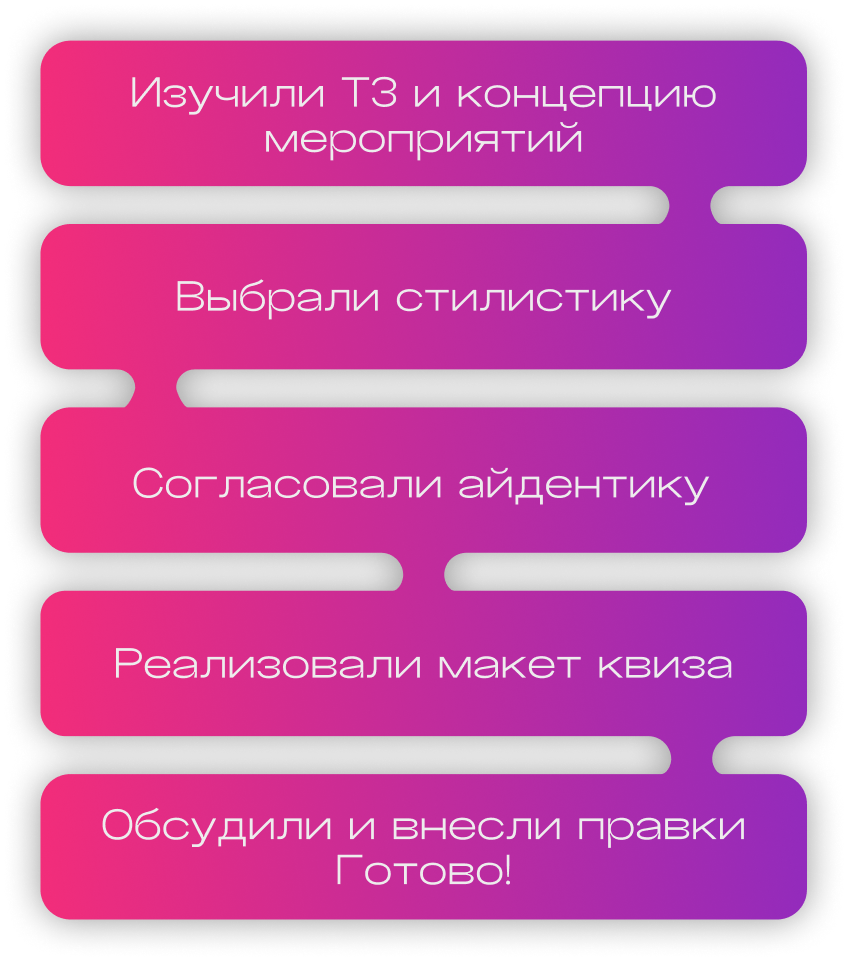 Изучили ТЗ и концепцию
мероприятий
Выбрали стилистику
Согласовали айдентику
Реализовали макет квиза
Обсудили и внесли правки
Готово!